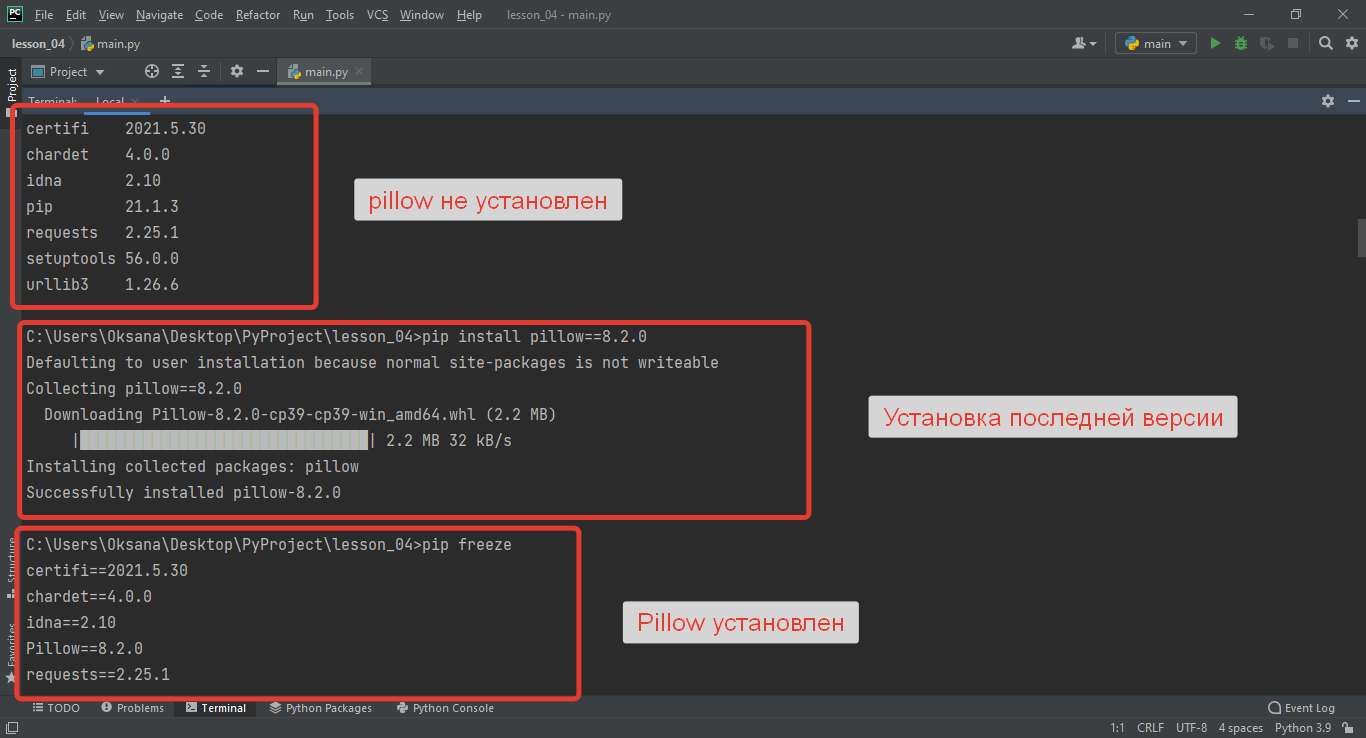 PC File Edit View Navigate Code Refactor Run Tools VCS Window Help lesson_04 - main.py
lesson_04 main.py main
Project main.py
Project
Terminal: Local +
certifi 2021.5.30
chardet 4.0.0
idna 2.10
pip 21.1.3
requests 2.25.1
setuptools 56.0.0
urllib3 1.26.6
pillow не установлен
C:\Users\Oksana\Desktop\PyProject\lesson_04>pip install pillow==8.2.0
Defaulting to user installation because normal site-packages is not writeable
Collecting pillow==8.2.0
Downloading Pillow-8.2.0-cp39-cp39-win_amd64.whl (2.2 MB)
| | 2.2 MB 32 kB/s
Installing collected packages: pillow
Successfully installed pillow-8.2.0
Установка последней версии
C:\Users\Oksana\Desktop\PyProject\lesson_04>pip freeze
certifi==2021.5.30
chardet==4.0.0
idna==2.10
Pillow==8.2.0
requests==2.25.1
Pillow установлен
Structure
Favorites
TODO Problems Terminal Python Packages Python Console Event Log
1:1 CRLF UTF-8 4 spaces Python 3.9